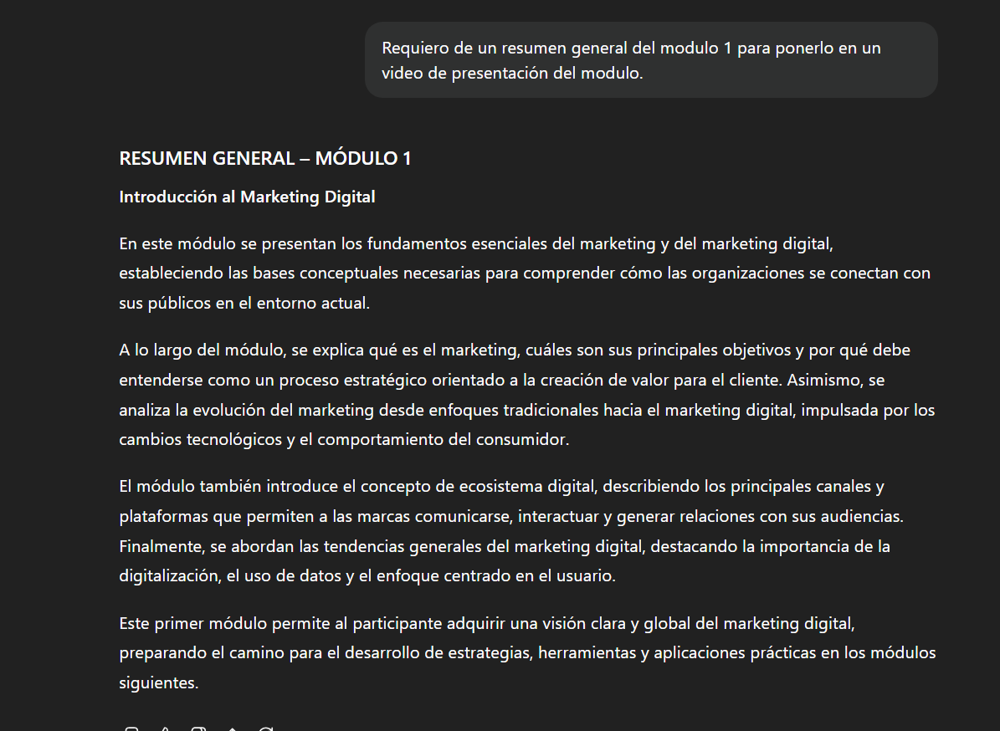 Requiero de un resumen general del modulo 1 para ponerlo en un
video de presentación del modulo.
RESUMEN GENERAL – MÓDULO 1
Introducción al Marketing Digital
En este módulo se presentan los fundamentos esenciales del marketing y del marketing digital,
estableciendo las bases conceptuales necesarias para comprender cómo las organizaciones se conectan con
sus públicos en el entorno actual.
A lo largo del módulo, se explica qué es el marketing, cuáles son sus principales objetivos y por qué debe
entenderse como un proceso estratégico orientado a la creación de valor para el cliente. Asimismo, se
analiza la evolución del marketing desde enfoques tradicionales hacia el marketing digital, impulsada por los
cambios tecnológicos y el comportamiento del consumidor.
El módulo también introduce el concepto de ecosistema digital, describiendo los principales canales y
plataformas que permiten a las marcas comunicarse, interactuar y generar relaciones con sus audiencias.
Finalmente, se abordan las tendencias generales del marketing digital, destacando la importancia de la
digitalización, el uso de datos y el enfoque centrado en el usuario.
Este primer módulo permite al participante adquirir una visión clara y global del marketing digital,
preparando el camino para el desarrollo de estrategias, herramientas y aplicaciones prácticas en los módulos
siguientes.